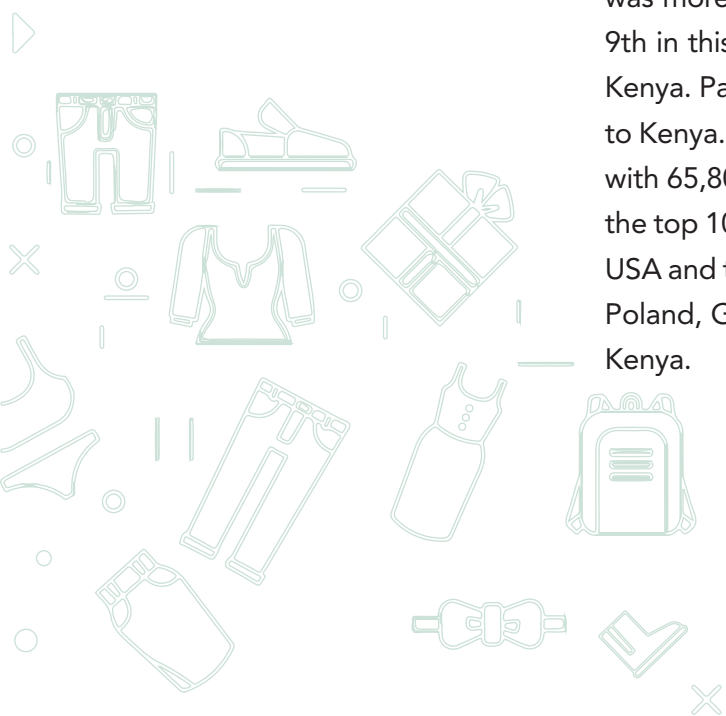 was more
9th in this
Kenya. Pa
to Kenya.
with 65,80
the top 10
USA and t
Poland, G
Kenya.